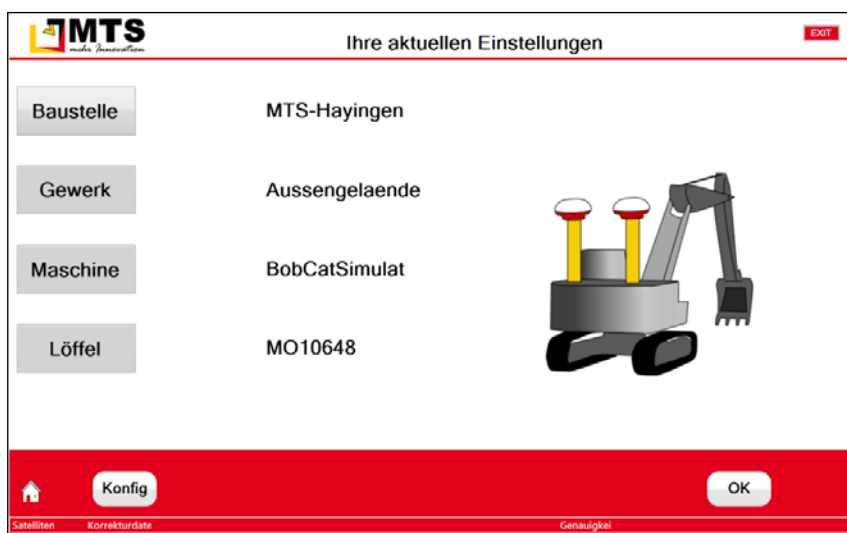 MTS
mehr Innovation
Ihre aktuellen Einstellungen
EXIT
Baustelle
MTS-Hayingen
Gewerk
Aussengelaende
Maschine
BobCatSimulat
Löffel
MO10648
Konfig
OK
Satelliten
Korrekturdate
Genauigkei